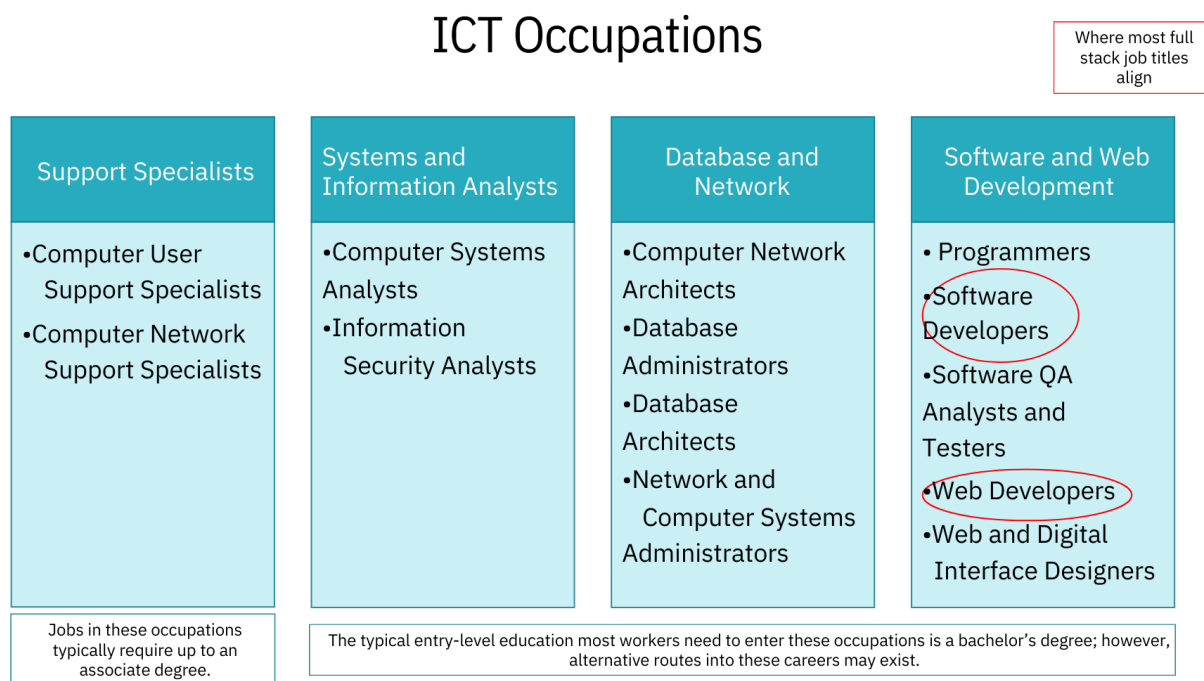 ICT Occupations
Where most full
stack job titles
align
Support Specialists
•Computer User
Support Specialists
•Computer Network
Support Specialists
Systems and
Information Analysts
•Computer Systems
Analysts
•Information
Security Analysts
Database and
Network
•Computer Network
Architects
•Database
Administrators
•Database
Architects
•Network and
Computer Systems
Administrators
Software and Web
Development
• Programmers
•Software
Developers
•Software QA
Analysts and
Testers
•Web Developers
•Web and Digital
Interface Designers
Jobs in these occupations
typically require up to an
associate degree.
The typical entry-level education most workers need to enter these occupations is a bachelor’s degree; however,
alternative routes into these careers may exist.